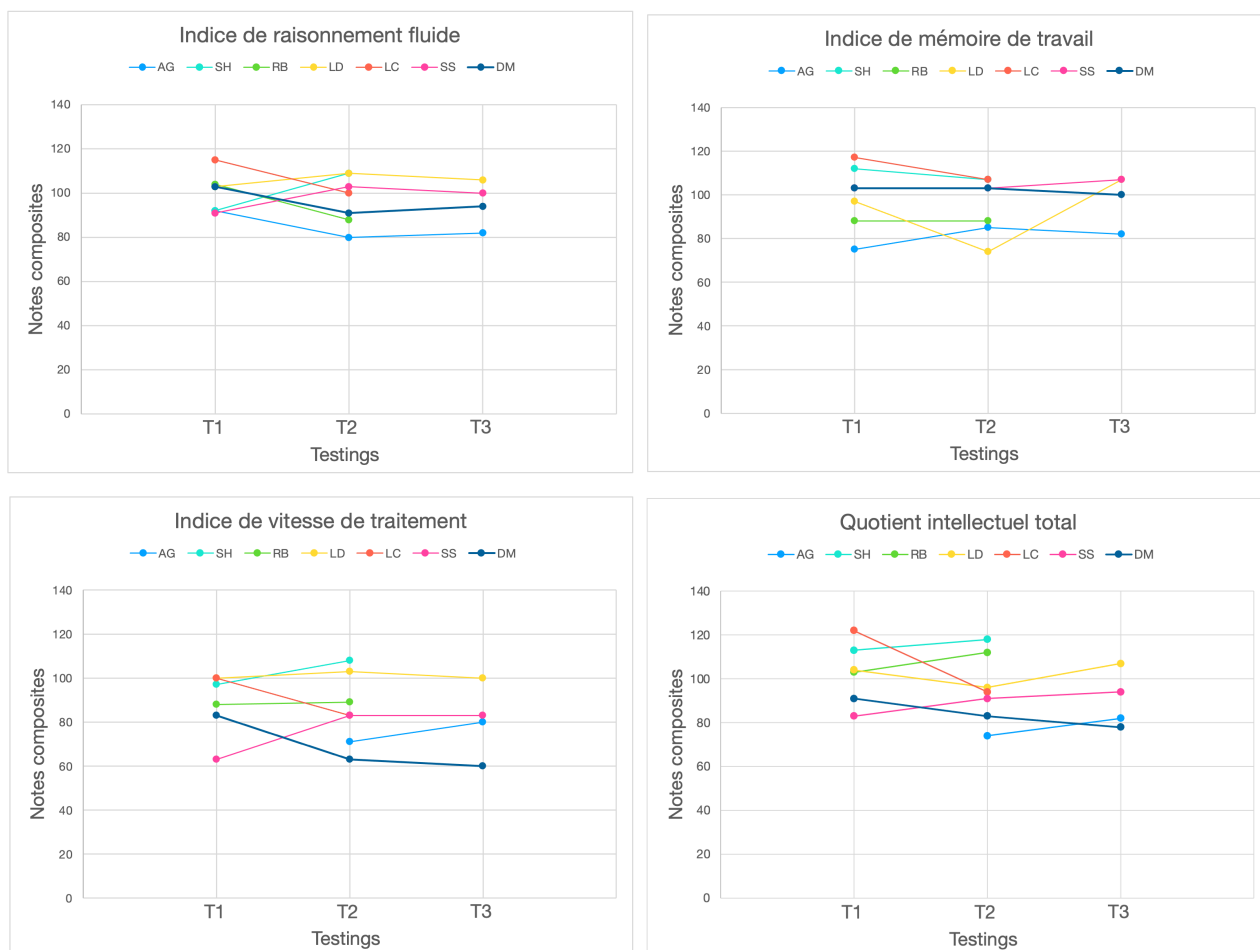 Indice de raisonnement fluide
AG SH RB LD LC SS DM
140
120
100
80
60
40
20
0
Notes composites
T1 T2 T3
Testings
Indice de mémoire de travail
AG SH RB LD LC SS DM
140
120
100
80
60
40
20
0
Notes composites
T1 T2 T3
Testings
Indice de vitesse de traitement
AG SH RB LD LC SS DM
140
120
100
80
60
40
20
0
Notes composites
T1 T2 T3
Testings
Quotient intellectuel total
AG SH RB LD LC SS DM
140
120
100
80
60
40
20
0
Notes composites
T1 T2 T3
Testings